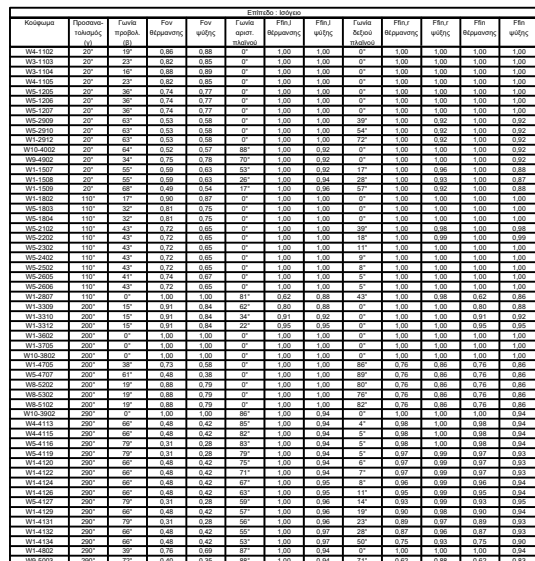 Επίπεδο : Ισόγειο
Κούφωμα Προσανα-τολισμός (γ) Γωνία προβολ. (β) Fον θέρμανσης Fον ψύξης Γωνία αριστ. πλαϊνού Ffin,l θέρμανσης Ffin,l ψύξης Γωνία δεξιού πλαϊνού Ffin,r θέρμανσης Ffin,r ψύξης Ffin θέρμανσης Ffin ψύξης
W4-1102 20° 19° 0,86 0,88 0° 1,00 1,00 0° 1,00 1,00 1,00 1,00
W3-1103 20° 23° 0,82 0,85 0° 1,00 1,00 0° 1,00 1,00 1,00 1,00
W3-1104 20° 16° 0,88 0,89 0° 1,00 1,00 0° 1,00 1,00 1,00 1,00
W4-1105 20° 23° 0,82 0,85 0° 1,00 1,00 0° 1,00 1,00 1,00 1,00
W5-1205 20° 36° 0,74 0,77 0° 1,00 1,00 0° 1,00 1,00 1,00 1,00
W5-1206 20° 36° 0,74 0,77 0° 1,00 1,00 0° 1,00 1,00 1,00 1,00
W5-1207 20° 36° 0,74 0,77 0° 1,00 1,00 0° 1,00 1,00 1,00 1,00
W5-2909 20° 63° 0,53 0,58 0° 1,00 1,00 39° 1,00 0,92 1,00 0,92
W5-2910 20° 63° 0,53 0,58 0° 1,00 1,00 54° 1,00 0,92 1,00 0,92
W1-2912 20° 63° 0,53 0,58 0° 1,00 1,00 72° 1,00 0,92 1,00 0,92
W10-4002 20° 64° 0,52 0,57 88° 1,00 0,92 0° 1,00 1,00 1,00 0,92
W9-4902 20° 34° 0,75 0,78 70° 1,00 0,92 0° 1,00 1,00 1,00 0,92
W1-1507 20° 55° 0,59 0,63 53° 1,00 0,92 17° 1,00 0,96 1,00 0,88
W1-1508 20° 55° 0,59 0,63 26° 1,00 0,94 28° 1,00 0,93 1,00 0,87
W1-1509 20° 68° 0,49 0,54 17° 1,00 0,96 57° 1,00 0,92 1,00 0,88
W1-1802 110° 17° 0,90 0,87 0° 1,00 1,00 0° 1,00 1,00 1,00 1,00
W5-1803 110° 32° 0,81 0,75 0° 1,00 1,00 0° 1,00 1,00 1,00 1,00
W5-1804 110° 32° 0,81 0,75 0° 1,00 1,00 0° 1,00 1,00 1,00 1,00
W5-2102 110° 43° 0,72 0,65 0° 1,00 1,00 39° 1,00 0,98 1,00 0,98
W5-2202 110° 43° 0,72 0,65 0° 1,00 1,00 18° 1,00 0,99 1,00 0,99
W5-2302 110° 43° 0,72 0,65 0° 1,00 1,00 11° 1,00 1,00 1,00 1,00
W5-2402 110° 43° 0,72 0,65 0° 1,00 1,00 9° 1,00 1,00 1,00 1,00
W5-2502 110° 43° 0,72 0,65 0° 1,00 1,00 8° 1,00 1,00 1,00 1,00
W5-2605 110° 41° 0,74 0,67 0° 1,00 1,00 5° 1,00 1,00 1,00 1,00
W5-2606 110° 43° 0,72 0,65 0° 1,00 1,00 5° 1,00 1,00 1,00 1,00
W1-2807 110° 0° 1,00 1,00 81° 0,62 0,88 43° 1,00 0,98 0,62 0,86
W1-3309 200° 15° 0,91 0,84 62° 0,80 0,88 0° 1,00 1,00 0,80 0,88
W1-3310 200° 15° 0,91 0,84 34° 0,91 0,92 0° 1,00 1,00 0,91 0,92
W1-3312 200° 15° 0,91 0,84 22° 0,95 0,95 0° 1,00 1,00 0,95 0,95
W1-3602 200° 0° 1,00 1,00 0° 1,00 1,00 0° 1,00 1,00 1,00 1,00
W1-3705 200° 0° 1,00 1,00 0° 1,00 1,00 0° 1,00 1,00 1,00 1,00
W10-3802 200° 0° 1,00 1,00 0° 1,00 1,00 0° 1,00 1,00 1,00 1,00
W1-4705 200° 38° 0,73 0,58 0° 1,00 1,00 86° 0,76 0,86 0,76 0,86
W5-4707 200° 61° 0,48 0,38 0° 1,00 1,00 89° 0,76 0,86 0,76 0,86
W8-5202 200° 19° 0,88 0,79 0° 1,00 1,00 80° 0,76 0,86 0,76 0,86
W8-5302 200° 19° 0,88 0,79 0° 1,00 1,00 76° 0,76 0,86 0,76 0,86
W8-5102 200° 19° 0,88 0,79 0° 1,00 1,00 82° 0,76 0,86 0,76 0,86
W10-3902 290° 0° 1,00 1,00 86° 1,00 0,94 0° 1,00 1,00 1,00 0,94
W4-4113 290° 66° 0,48 0,42 85° 1,00 0,94 4° 0,98 1,00 0,98 0,94
W4-4115 290° 66° 0,48 0,42 82° 1,00 0,94 5° 0,98 1,00 0,98 0,94
W5-4116 290° 79° 0,31 0,28 83° 1,00 0,94 5° 0,98 1,00 0,98 0,94
W5-4119 290° 79° 0,31 0,28 79° 1,00 0,94 5° 0,97 0,99 0,97 0,93
W1-4120 290° 66° 0,48 0,42 75° 1,00 0,94 6° 0,97 0,99 0,97 0,93
W1-4122 290° 66° 0,48 0,42 71° 1,00 0,94 7° 0,97 0,99 0,97 0,93
W1-4124 290° 66° 0,48 0,42 67° 1,00 0,95 8° 0,96 0,99 0,96 0,94
W1-4126 290° 66° 0,48 0,42 63° 1,00 0,95 11° 0,95 0,99 0,95 0,94
W5-4127 290° 79° 0,31 0,28 59° 1,00 0,96 14° 0,93 0,99 0,93 0,95
W1-4129 290° 66° 0,48 0,42 57° 1,00 0,96 19° 0,90 0,98 0,90 0,94
W1-4131 290° 79° 0,31 0,28 56° 1,00 0,96 23° 0,89 0,97 0,89 0,93
W1-4132 290° 66° 0,48 0,42 55° 1,00 0,97 28° 0,87 0,96 0,87 0,93
W1-4134 290° 66° 0,48 0,42 53° 1,00 0,97 50° 0,75 0,93 0,75 0,90
W1-4802 290° 39° 0,76 0,69 87° 1,00 0,94 0° 1,00 1,00 1,00 0,94
W9-5003 290° 72° 0,40 0,35 88° 1,00 0,94 71° 0,62 0,88 0,62 0,83